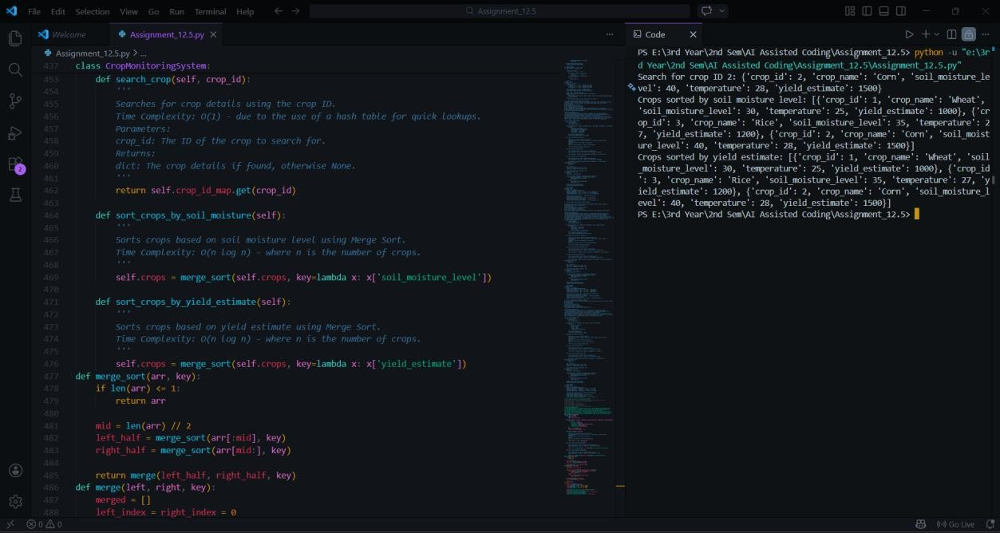 File Edit Selection View Go Run Terminal Help
Assignment_12.5
Welcome
Assignment_12.5.py
Assignment_12.5.py > ...
437 class CropMonitoringSystem:
453 def search_crop(self, crop_id):
454 '''
455 Searches for crop details using the crop ID.
456 Time Complexity: O(1) - due to the use of a hash table for quick lookups.
457 Parameters:
458 crop_id: The ID of the crop to search for.
459 Returns:
460 dict: The crop details if found, otherwise None.
461 '''
462 return self.crop_id_map.get(crop_id)
463
464 def sort_crops_by_soil_moisture(self):
465 '''
466 Sorts crops based on soil moisture level using Merge Sort.
467 Time Complexity: O(n log n) - where n is the number of crops.
468 '''
469 self.crops = merge_sort(self.crops, key=lambda x: x['soil_moisture_level'])
470
471 def sort_crops_by_yield_estimate(self):
472 '''
473 Sorts crops based on yield estimate using Merge Sort.
474 Time Complexity: O(n log n) - where n is the number of crops.
475 '''
476 self.crops = merge_sort(self.crops, key=lambda x: x['yield_estimate'])
477 def merge_sort(arr, key):
478 if len(arr) <= 1:
479 return arr
480
481 mid = len(arr) // 2
482 left_half = merge_sort(arr[:mid], key)
483 right_half = merge_sort(arr[mid:], key)
484
485 return merge(left_half, right_half, key)
486 def merge(left, right, key):
487 merged = []
488 left_index = right_index = 0
Code
PS E:\3rd Year\2nd Sem\AI Assisted Coding\Assignment_12.5> python -u "e:\3r
d Year\2nd Sem\AI Assisted Coding\Assignment_12.5\Assignment_12.5.py"
Search for crop ID 2: {'crop_id': 2, 'crop_name': 'Corn', 'soil_moisture_le
vel': 40, 'temperature': 28, 'yield_estimate': 1500}
Crops sorted by soil moisture level: [{'crop_id': 1, 'crop_name': 'Wheat',
'soil_moisture_level': 30, 'temperature': 25, 'yield_estimate': 1000}, {'cr
op_id': 3, 'crop_name': 'Rice', 'soil_moisture_level': 35, 'temperature': 2
7, 'yield_estimate': 1200}, {'crop_id': 2, 'crop_name': 'Corn', 'soil_moist
ure_level': 40, 'temperature': 28, 'yield_estimate': 1500}]
Crops sorted by yield estimate: [{'crop_id': 1, 'crop_name': 'Wheat', 'soil
_moisture_level': 30, 'temperature': 25, 'yield_estimate': 1000}, {'crop_id
': 3, 'crop_name': 'Rice', 'soil_moisture_level': 35, 'temperature': 27, 'y
ield_estimate': 1200}, {'crop_id': 2, 'crop_name': 'Corn', 'soil_moisture_l
evel': 40, 'temperature': 28, 'yield_estimate': 1500}]
PS E:\3rd Year\2nd Sem\AI Assisted Coding\Assignment_12.5>
2
0 0
Go Live